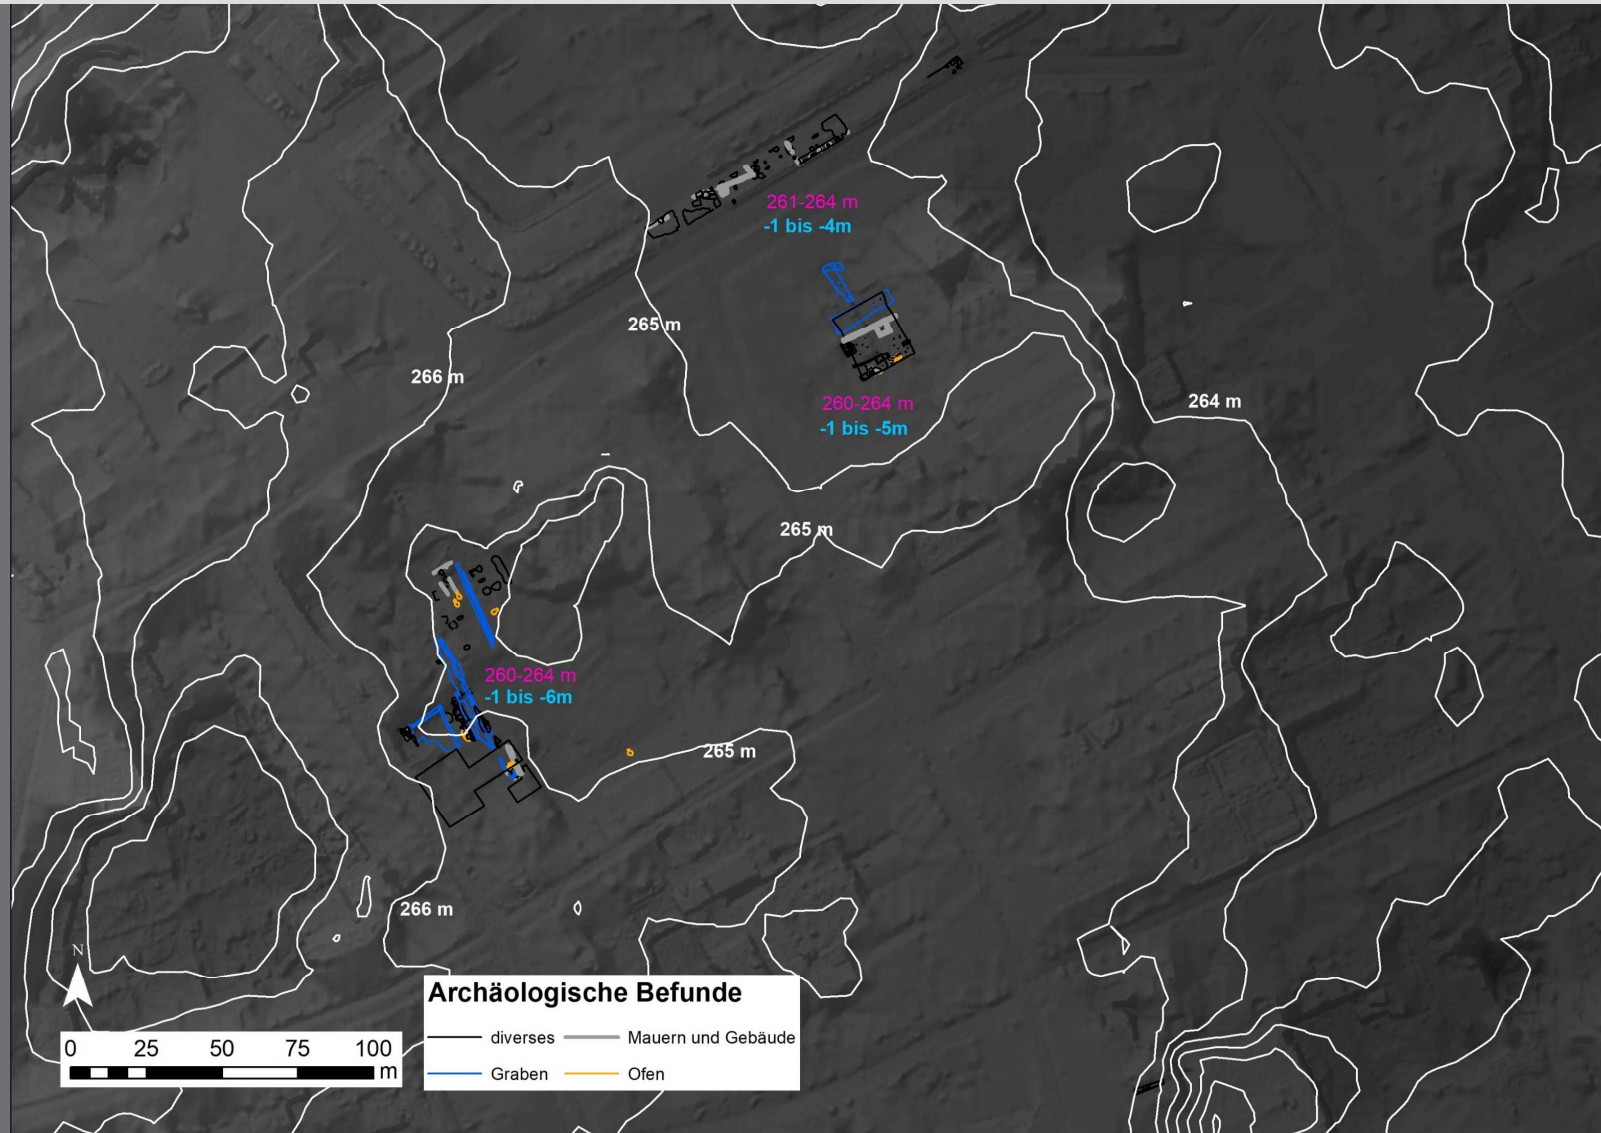 261-264 m
-1 bis -4m
265 m
266 m
260-264 m
-1 bis -5m
264 m
265 m
260-264 m
-1 bis -6m
265 m
266 m
N
0 25 50 75 100
m
Archäologische Befunde
diverses Mauern und Gebäude
Graben Ofen